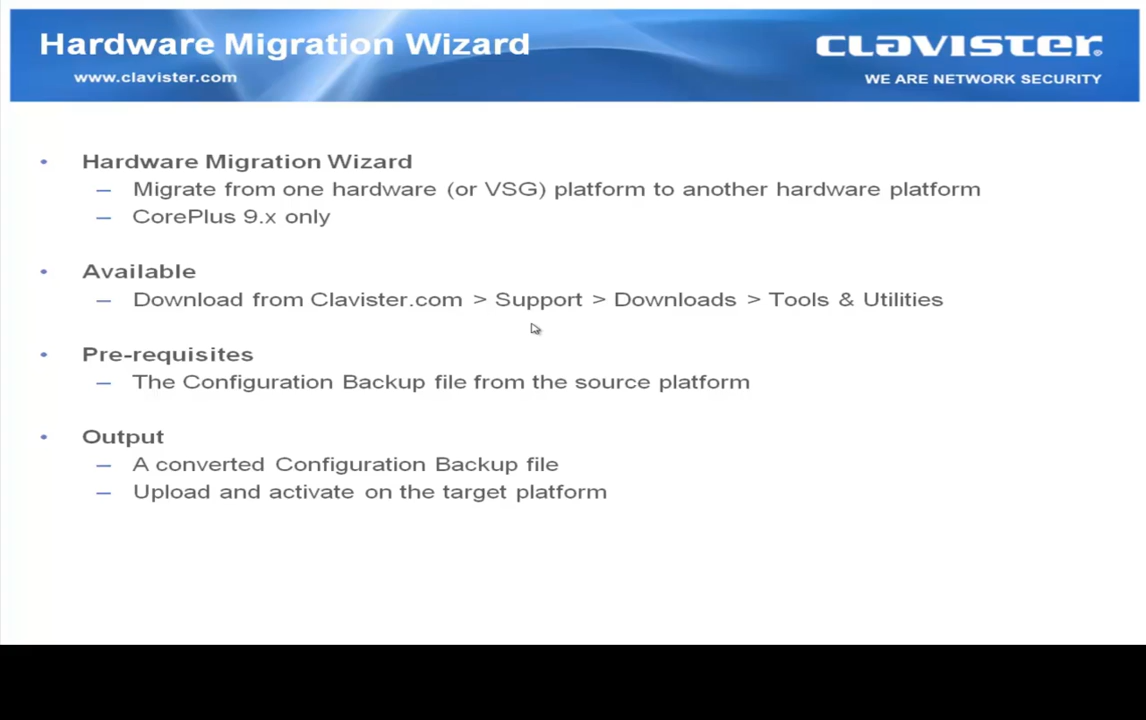 Hardware Migration Wizard
www.clavister.com
CLAVISTER®
WE ARE NETWORK SECURITY
• Hardware Migration Wizard
– Migrate from one hardware (or VSG) platform to another hardware platform
– CorePlus 9.x only
• Available
– Download from Clavister.com > Support > Downloads > Tools & Utilities
• Pre-requisites
– The Configuration Backup file from the source platform
• Output
– A converted Configuration Backup file
– Upload and activate on the target platform